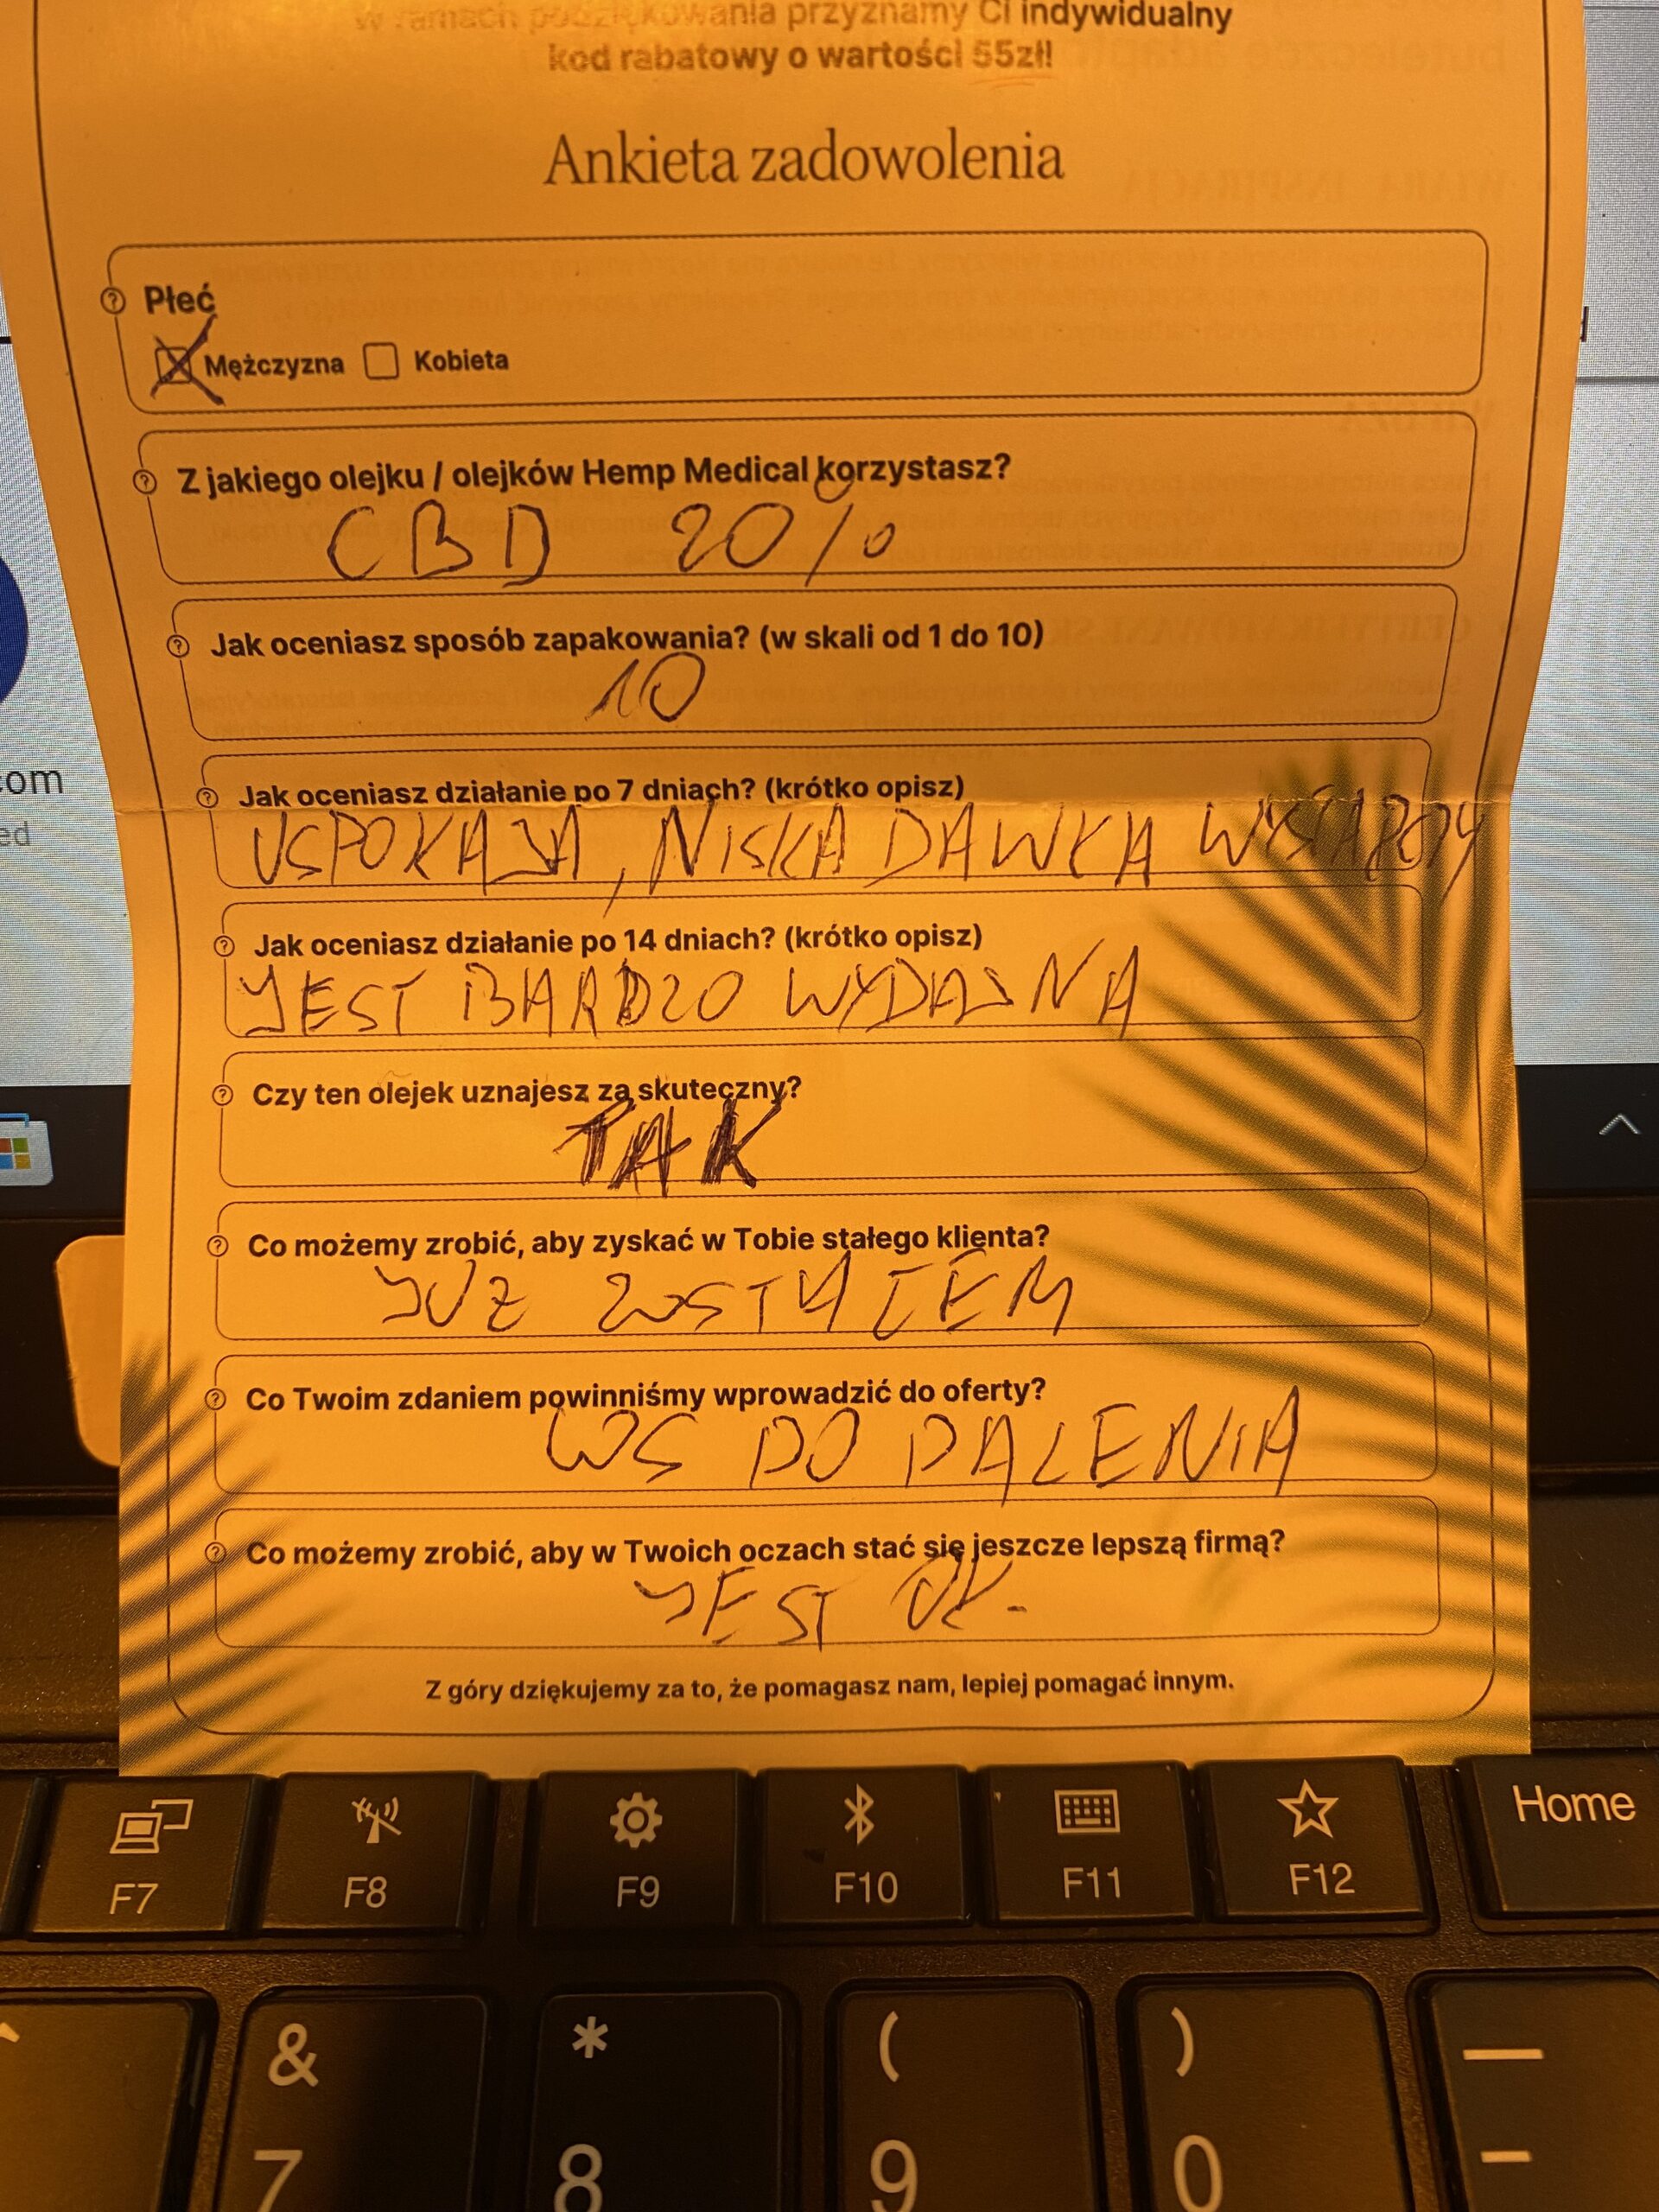 w ramach podziękowania przyznamy Ci indywidualny
kod rabatowy o wartości 55zł!
Ankieta zadowolenia
Płeć
Mężczyzna Kobieta
Z jakiego olejku / olejków Hemp Medical korzystasz?
CBD 20%
Jak oceniasz sposób zapakowania? (w skali od 1 do 10)
10
Jak oceniasz działanie po 7 dniach? (krótko opisz)
USPOKAJA, NISKA DAWKA WYSTARCZY
Jak oceniasz działanie po 14 dniach? (krótko opisz)
JEST BARDZO WYDAJNA
Czy ten olejek uznajesz za skuteczny?
TAK
Co możemy zrobić, aby zyskać w Tobie stałego klienta?
JUZ ZOSTAŁEM
Co Twoim zdaniem powinniśmy wprowadzić do oferty?
COS DO PALENIA
Co możemy zrobić, aby w Twoich oczach stać się jeszcze lepszą firmą?
JEST OK.
Z góry dziękujemy za to, że pomagasz nam, lepiej pomagać innym.
com
ed
F7 F8 F9 F10 F11 F12 Home
& * ( ) —
7 8 9 0 -